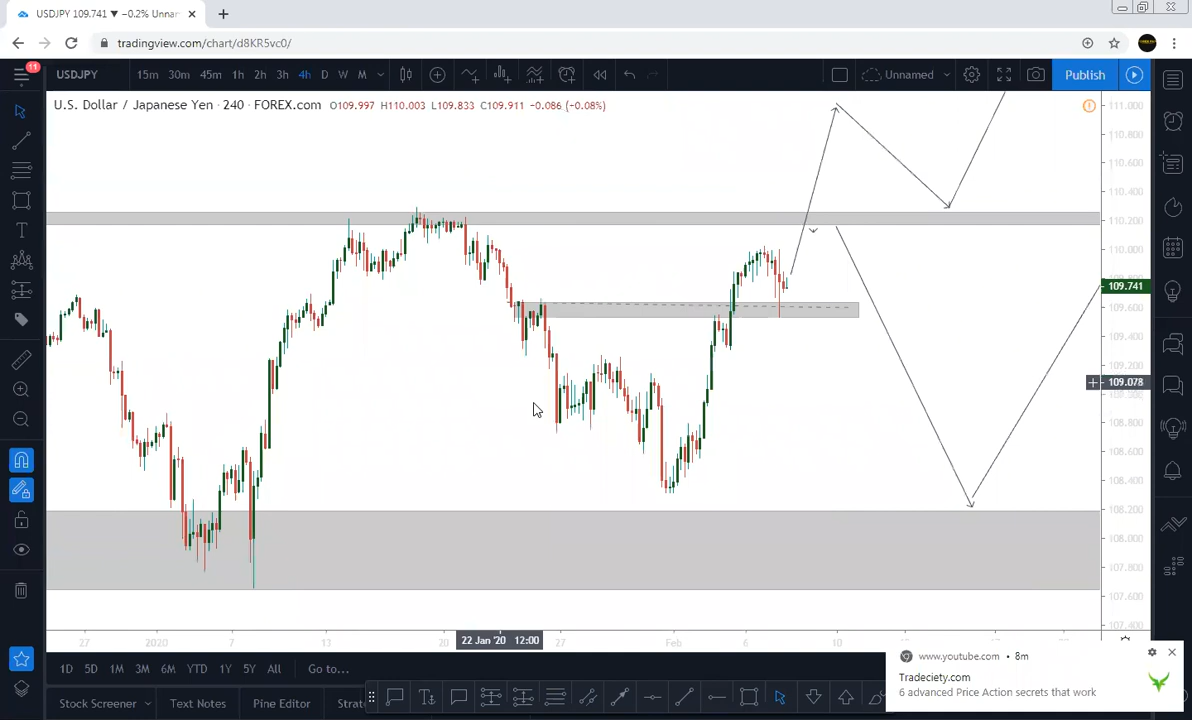 USDJPY 109.741 ▼ −0.2% Unnar
tradingview.com/chart/d8KR5vc0/
11
USDJPY 15m 30m 45m 1h 2h 3h 4h D W M Unnamed Publish
U.S. Dollar / Japanese Yen · 240 · FOREX.com O109.997 H110.003 L109.833 C109.911 −0.086 (−0.08%)
111.000
110.800
110.600
110.400
110.200
110.000
109.741
109.600
109.400
109.200
109.078
108.800
108.600
108.400
108.200
108.000
107.800
107.600
107.400
27 2020 7 13 20 22 Jan '20 12:00 27 Feb 6 10
1D 5D 1M 3M 6M YTD 1Y 5Y All Go to...
www.youtube.com • 8m
Tradeciety.com
6 advanced Price Action secrets that work
Stock Screener Text Notes Pine Editor Strat